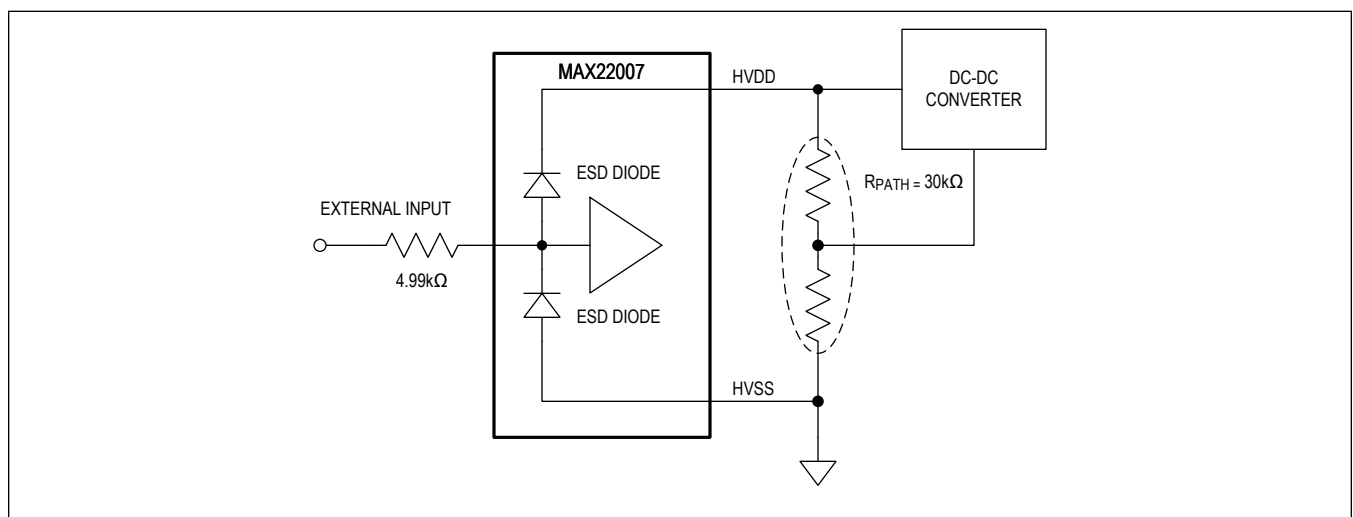 MAX22007
HVDD
DC-DC
CONVERTER
ESD DIODE
RPATH = 30kΩ
EXTERNAL INPUT
4.99kΩ
ESD DIODE
HVSS